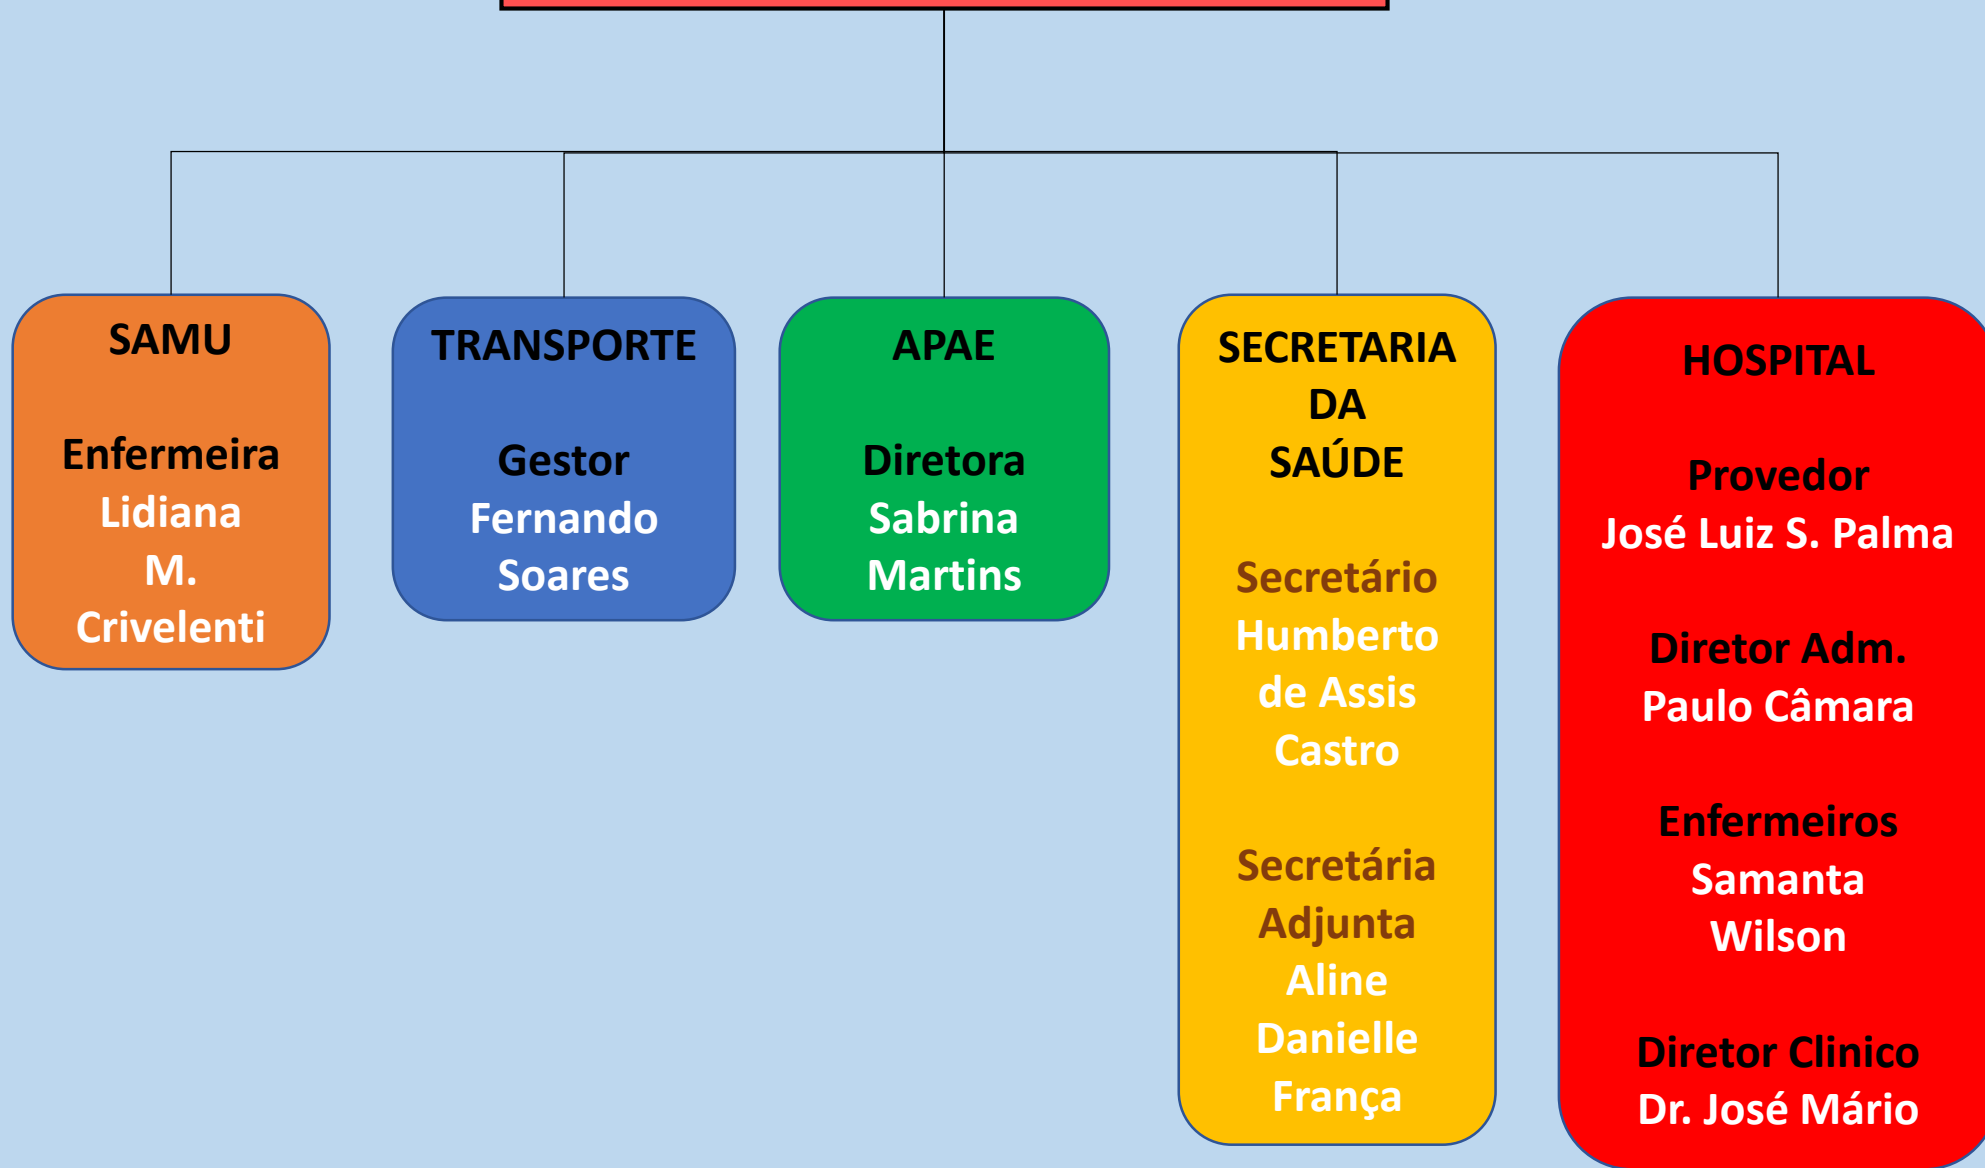 SAMU
Enfermeira
Lidiana
M.
Crivelenti
TRANSPORTE
Gestor
Fernando
Soares
APAE
Diretora
Sabrina
Martins
SECRETARIA
DA
SAÚDE
Secretário
Humberto
de Assis
Castro
Secretária
Adjunta
Aline
Danielle
França
HOSPITAL
Provedor
José Luiz S. Palma
Diretor Adm.
Paulo Câmara
Enfermeiros
Samanta
Wilson
Diretor Clinico
Dr. José Mário